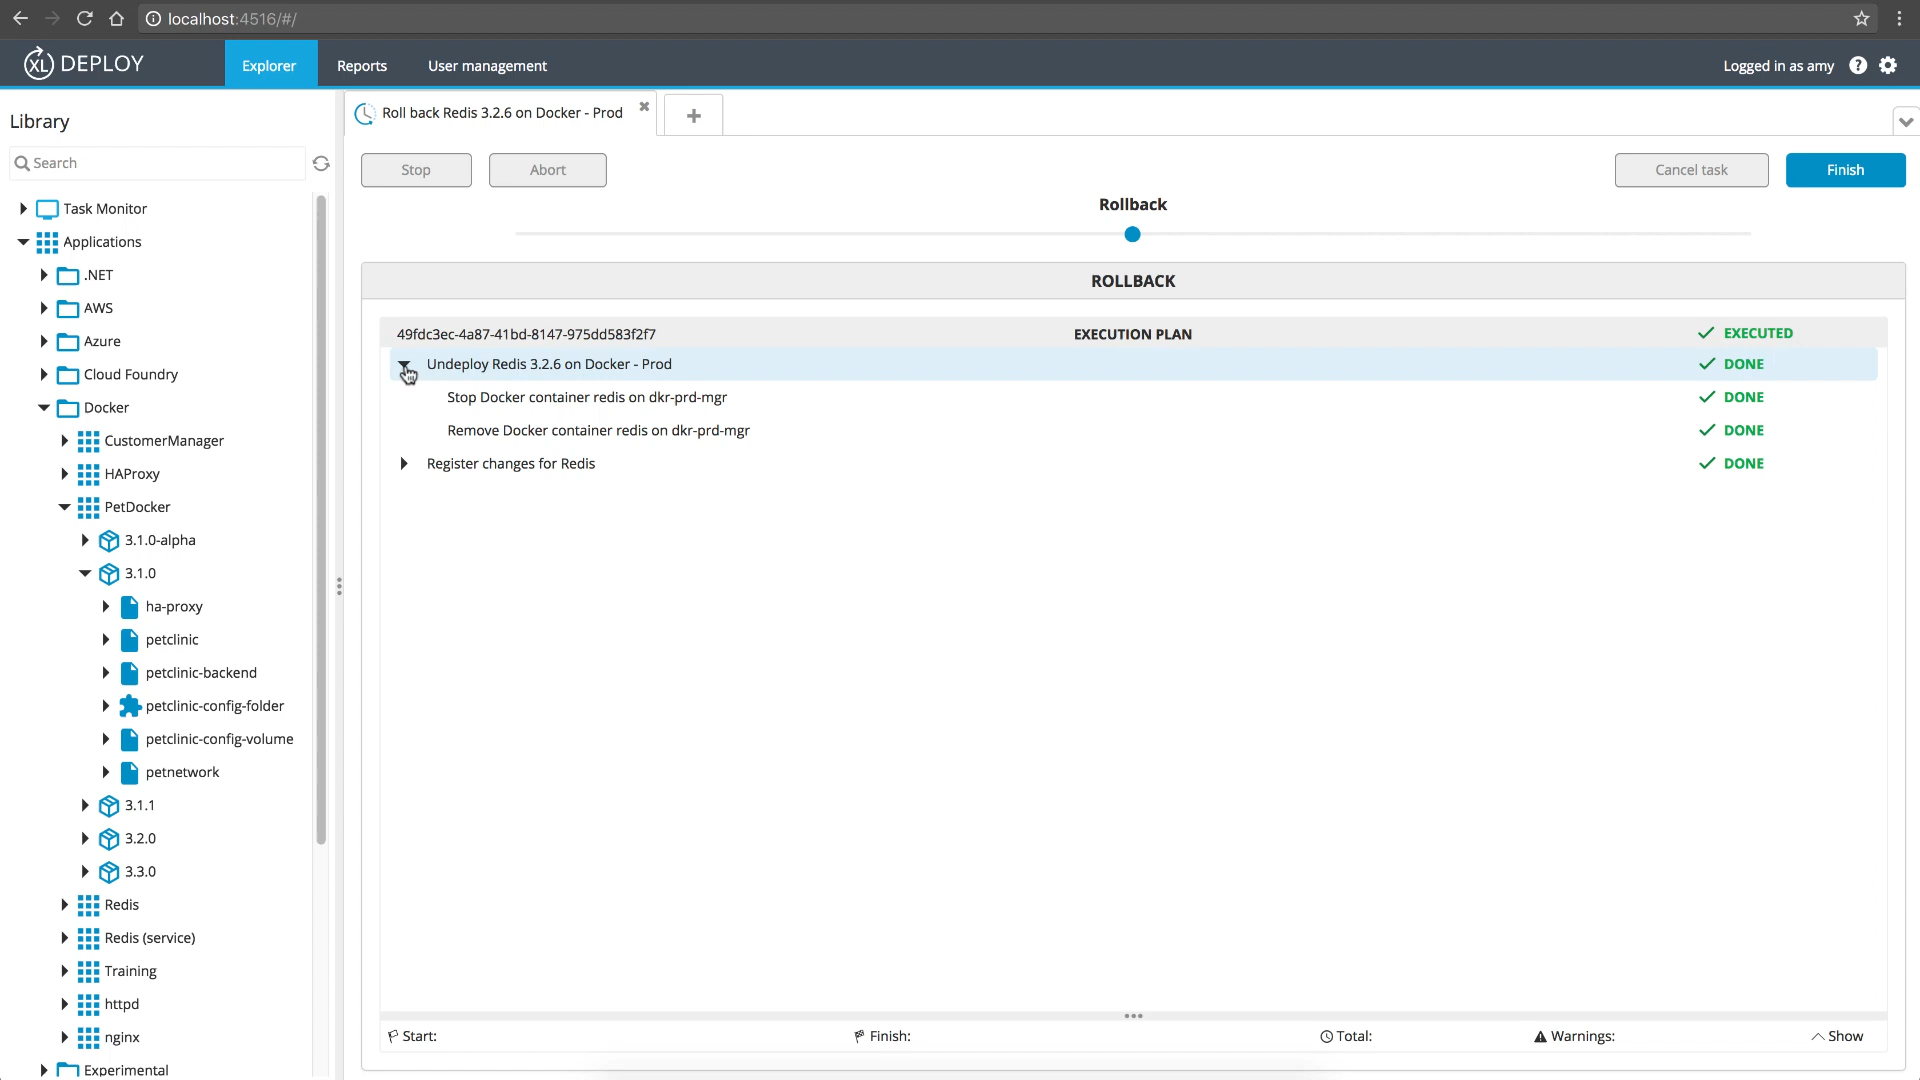 localhost:4516/#/
XL DEPLOY
Explorer
Reports
User management
Logged in as amy
?
Library
Search
Task Monitor
Applications
.NET
AWS
Azure
Cloud Foundry
Docker
CustomerManager
HAProxy
PetDocker
3.1.0-alpha
3.1.0
ha-proxy
petclinic
petclinic-backend
petclinic-config-folder
petclinic-config-volume
petnetwork
3.1.1
3.2.0
3.3.0
Redis
Redis (service)
Training
httpd
nginx
Experimental
Roll back Redis 3.2.6 on Docker - Prod
Stop
Abort
Cancel task
Finish
Rollback
ROLLBACK
49fdc3ec-4a87-41bd-8147-975dd583f2f7 EXECUTION PLAN EXECUTED
Undeploy Redis 3.2.6 on Docker - Prod DONE
Stop Docker container redis on dkr-prd-mgr DONE
Remove Docker container redis on dkr-prd-mgr DONE
Register changes for Redis DONE
Start: Finish: Total: Warnings: Show